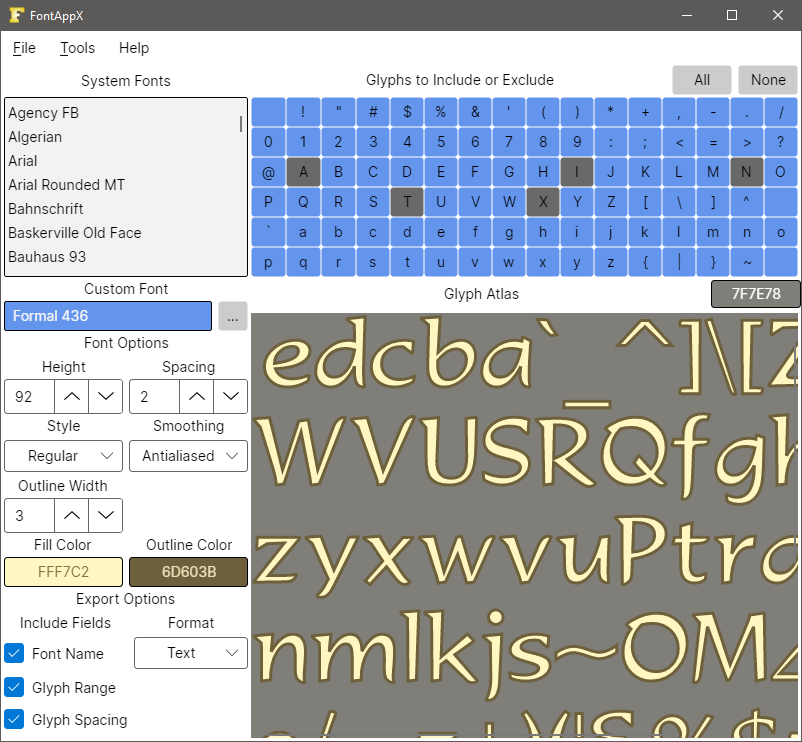 FontAppX
File Tools Help
System Fonts
Glyphs to Include or Exclude
All None
Agency FB
Algerian
Arial
Arial Rounded MT
Bahnschrift
Baskerville Old Face
Bauhaus 93
! " # $ % & ' ( ) * + , - . /
0 1 2 3 4 5 6 7 8 9 : ; < = > ?
@ A B C D E F G H I J K L M N O
P Q R S T U V W X Y Z [ \ ] ^
` a b c d e f g h i j k l m n o
p q r s t u v w x y z { | } ~
Custom Font
Formal 436 ...
Font Options
Height Spacing
92 2
Style Smoothing
Regular Antialiased
Outline Width
3
Fill Color Outline Color
FFF7C2 6D603B
Export Options
Include Fields Format
Font Name Text
Glyph Range
Glyph Spacing
Glyph Atlas 7F7E78
edcba`_^]\[Z
WVUSRQfgh
zyxwvuPtrq
nmlkjs~OM